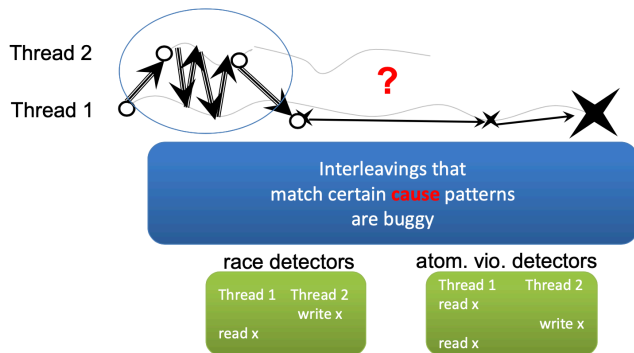 Thread 2
?
Thread 1
Interleavings that
match certain cause patterns
are buggy
race detectors
Thread 1 Thread 2
write x
read x
atom. vio. detectors
Thread 1 Thread 2
read x
write x
read x